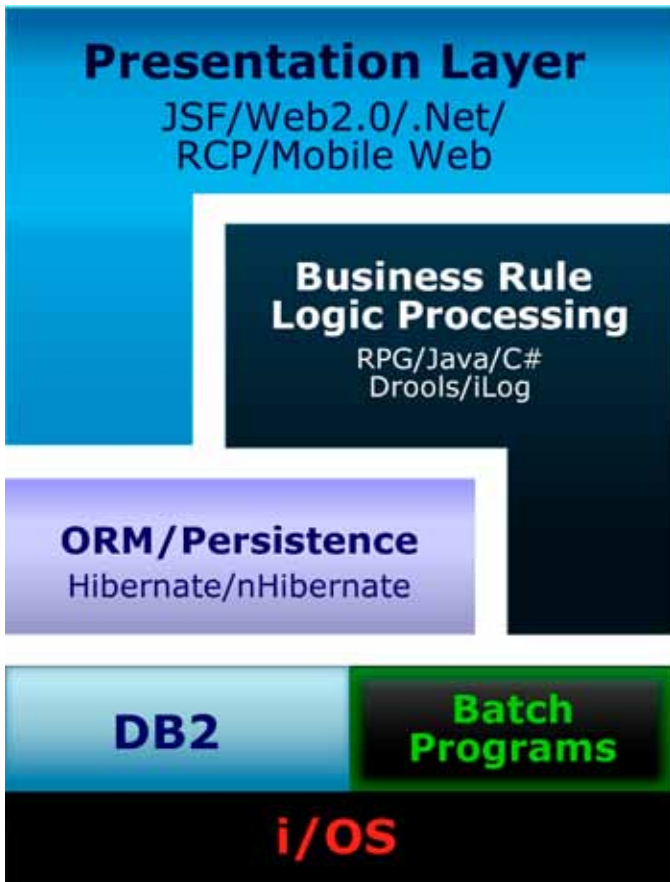 Presentation Layer
JSF/Web2.0/.Net/
RCP/Mobile Web
Business Rule
Logic Processing
RPG/Java/C#
Drools/iLog
ORM/Persistence
Hibernate/nHibernate
DB2
Batch
Programs
i/OS